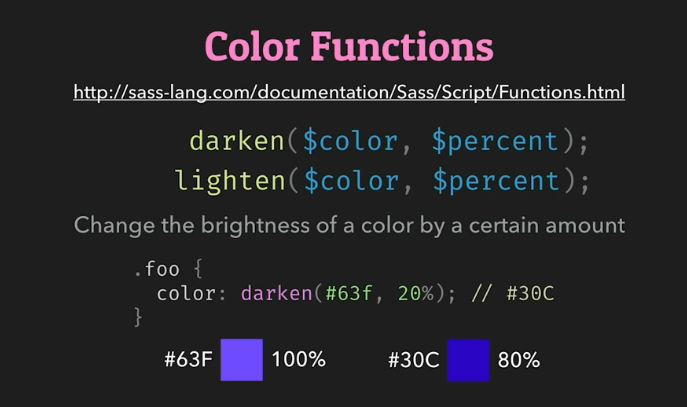 Color Functions
http://sass-lang.com/documentation/Sass/Script/Functions.html
darken($color, $percent);
lighten($color, $percent);
Change the brightness of a color by a certain amount
.foo {
color: darken(#63f, 20%); // #30C
}
#63F 100% #30C 80%